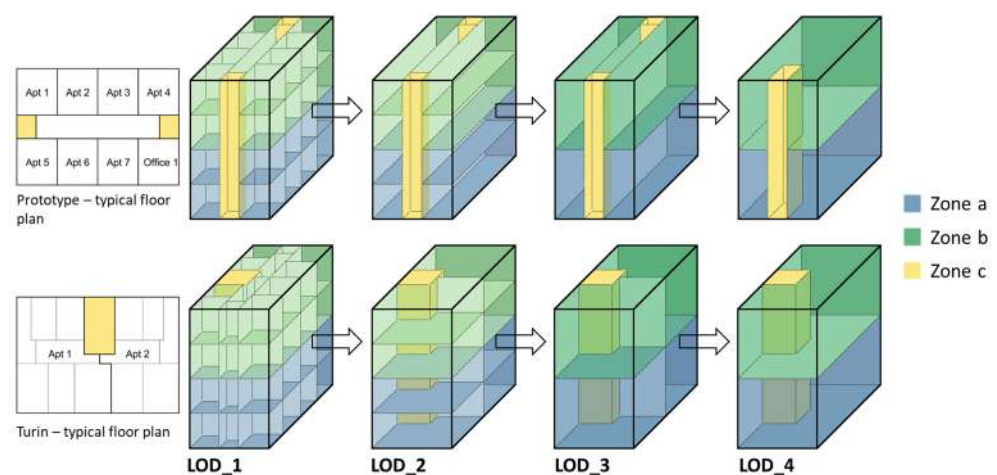 Apt 1 Apt 2 Apt 3 Apt 4
Apt 5 Apt 6 Apt 7 Office 1
Prototype – typical floor
plan
Zone a
Zone b
Zone c
Apt 1 Apt 2
Turin – typical floor plan
LOD_1 LOD_2 LOD_3 LOD_4